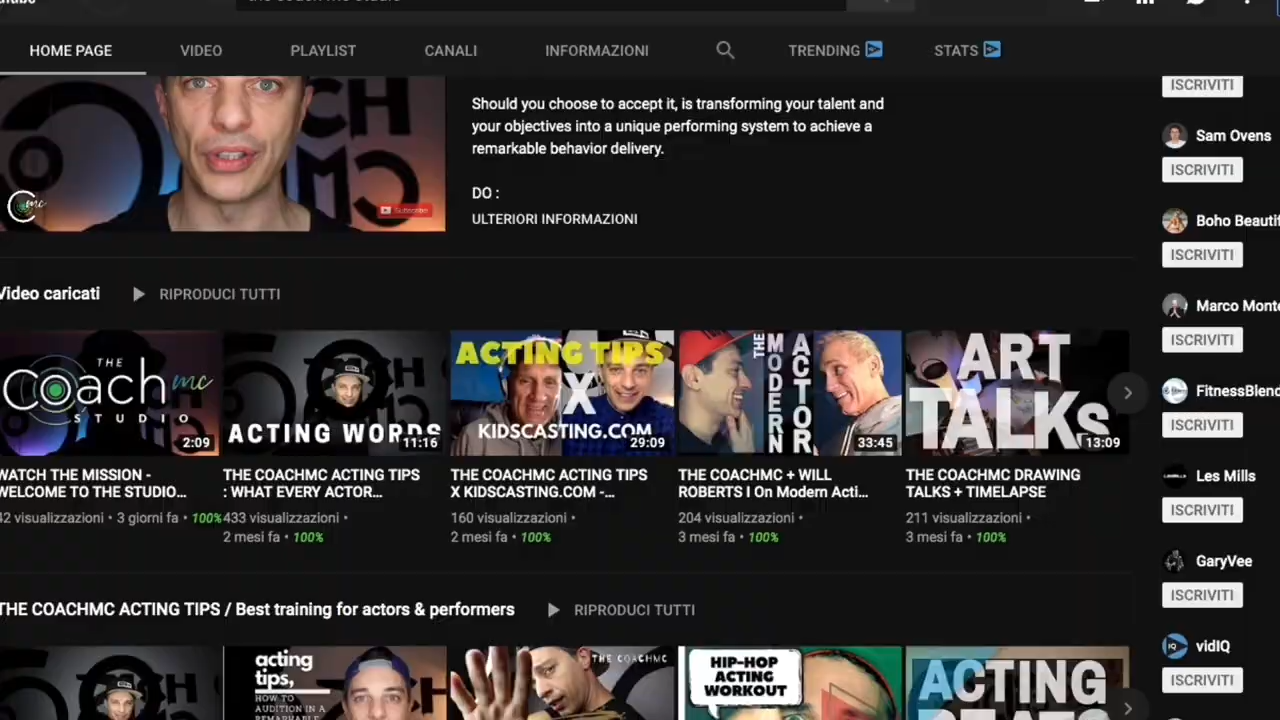 HOME PAGE
VIDEO
PLAYLIST
CANALI
INFORMAZIONI
TRENDING
STATS
Should you choose to accept it, is transforming your talent and
your objectives into a unique performing system to achieve a
remarkable behavior delivery.
DO :
ULTERIORI INFORMAZIONI
Subscribe
mc
Video caricati
RIPRODUCI TUTTI
THE
Coach mc
STUDIO
2:09
WATCH THE MISSION -
WELCOME TO THE STUDIO...
42 visualizzazioni • 3 giorni fa • 100%
ACTING WORDS
11:16
THE COACHMC ACTING TIPS
: WHAT EVERY ACTOR...
433 visualizzazioni •
2 mesi fa • 100%
ACTING TIPS
X
KIDSCASTING.COM
29:09
THE COACHMC ACTING TIPS
X KIDSCASTING.COM -...
160 visualizzazioni •
2 mesi fa • 100%
THE
MODERN
ACTOR
33:45
THE COACHMC + WILL
ROBERTS I On Modern Acti...
204 visualizzazioni •
3 mesi fa • 100%
ART
TALKs
13:09
THE COACHMC DRAWING
TALKS + TIMELAPSE
211 visualizzazioni •
3 mesi fa • 100%
THE COACHMC ACTING TIPS / Best training for actors & performers
RIPRODUCI TUTTI
acting
tips,
HOW TO
AUDITION IN A
REMARKABLE
THE COACHMC
HIP-HOP
ACTING
WORKOUT
ACTING
ISCRIVITI
Sam Ovens
ISCRIVITI
Boho Beautif
ISCRIVITI
Marco Monte
ISCRIVITI
FitnessBlend
ISCRIVITI
Les Mills
ISCRIVITI
GaryVee
ISCRIVITI
vidIQ
ISCRIVITI